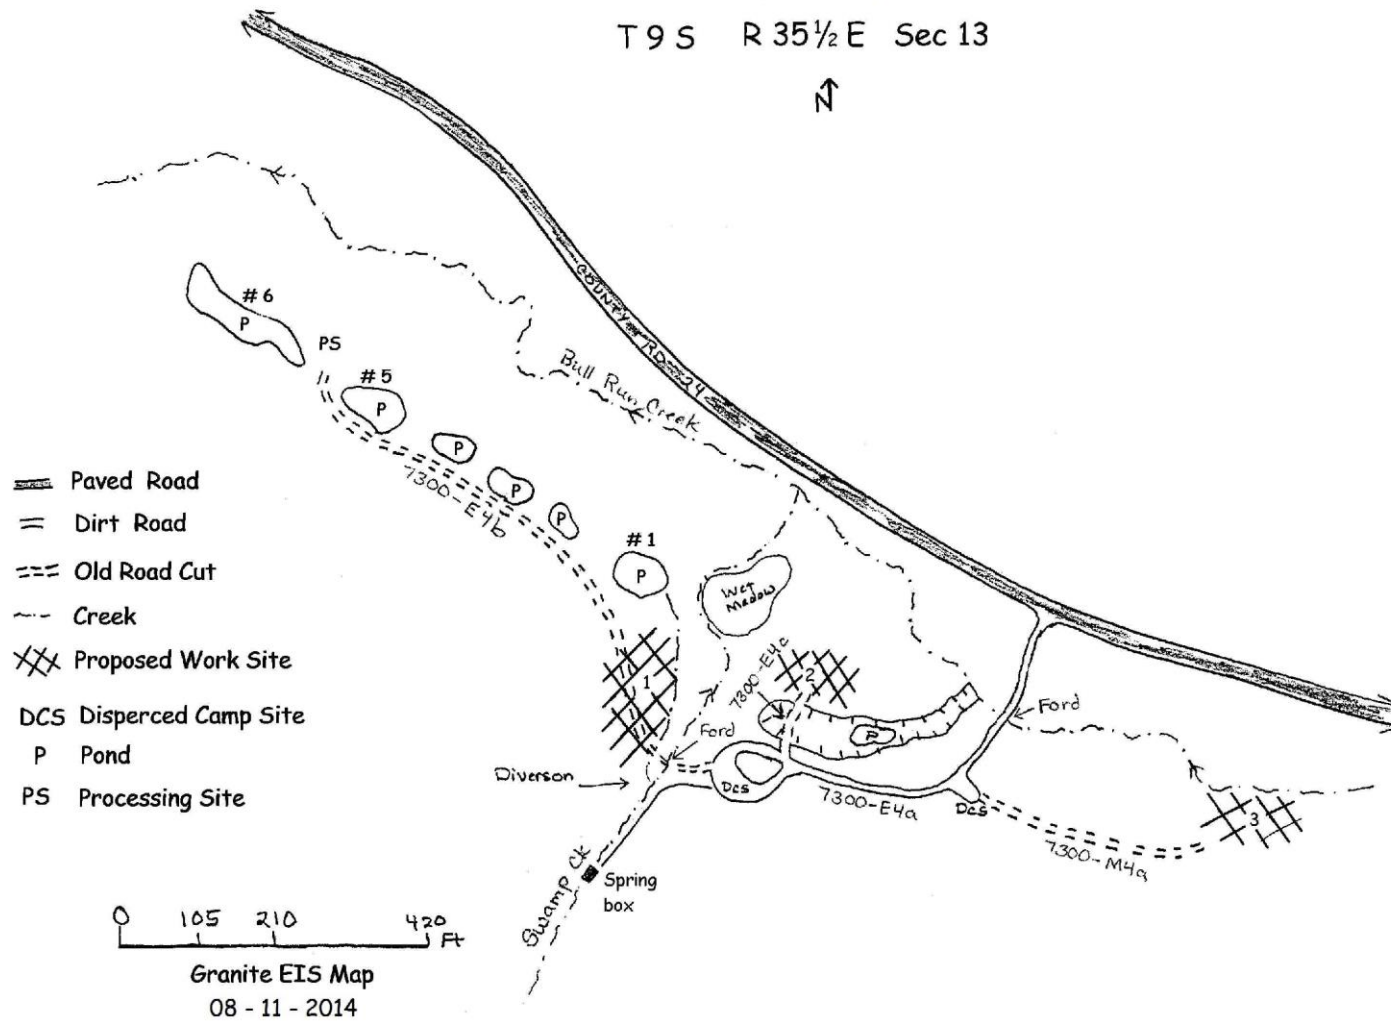 T 9 S R 35½ E Sec 13
N
COUNTY RD 24
#6
P
PS
Bull Run Creek
#5
P
P
7300-E4b
P
P
#1
P
Wet
Medow
Paved Road
Dirt Road
Old Road Cut
Creek
Proposed Work Site
DCS Disperced Camp Site
P Pond
PS Processing Site
1
7300-E4c
2
Ford
P
Ford
Diverson
Dcs
7300-E4a
Dcs
3
7300-M4a
Swamp Ck
Spring
box
0 105 210 420 Ft
Granite EIS Map
08 - 11 - 2014